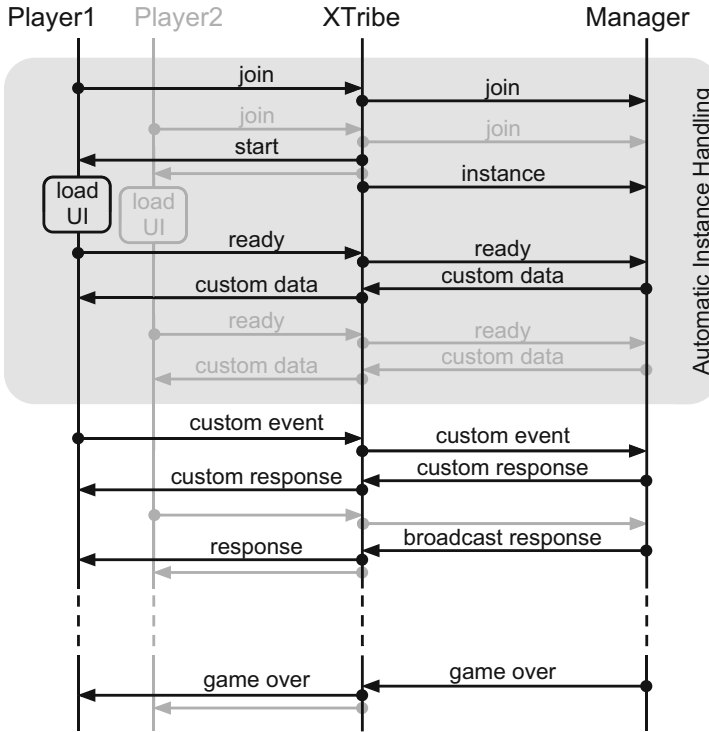 Player1 Player2 XTribe Manager
join
join
join
join
start
instance
load
UI
load
UI
ready
ready
custom data
custom data
ready
ready
custom data
custom data
Automatic Instance Handling
custom event
custom event
custom response
custom response
broadcast response
response
game over
game over